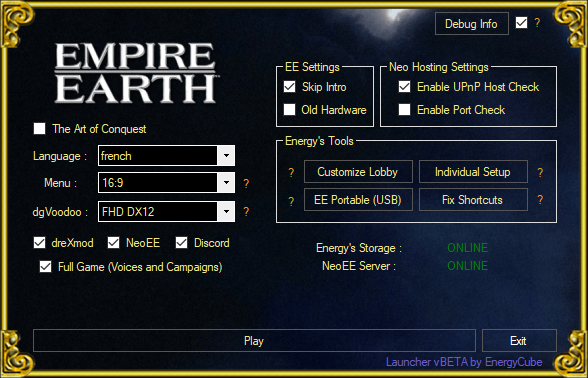 Debug Info ?
EMPIRE
EARTH
EE Settings
Skip Intro
Old Hardware
Neo Hosting Settings
Enable UPnP Host Check
Enable Port Check
The Art of Conquest
Language : french
Menu : 16:9 ?
dgVoodoo : FHD DX12 ?
dreXmod NeoEE Discord
Full Game (Voices and Campaigns)
Energy's Tools
? Customize Lobby Individual Setup ?
? EE Portable (USB) Fix Shortcuts ?
Energy's Storage : ONLINE
NeoEE Server : ONLINE
Play Exit
Launcher vBETA by EnergyCube